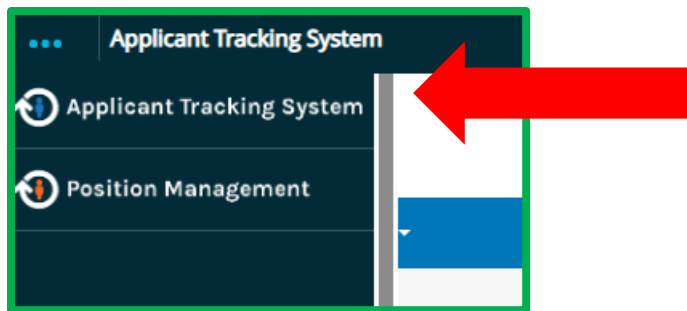 Applicant Tracking System
Applicant Tracking System
Position Management